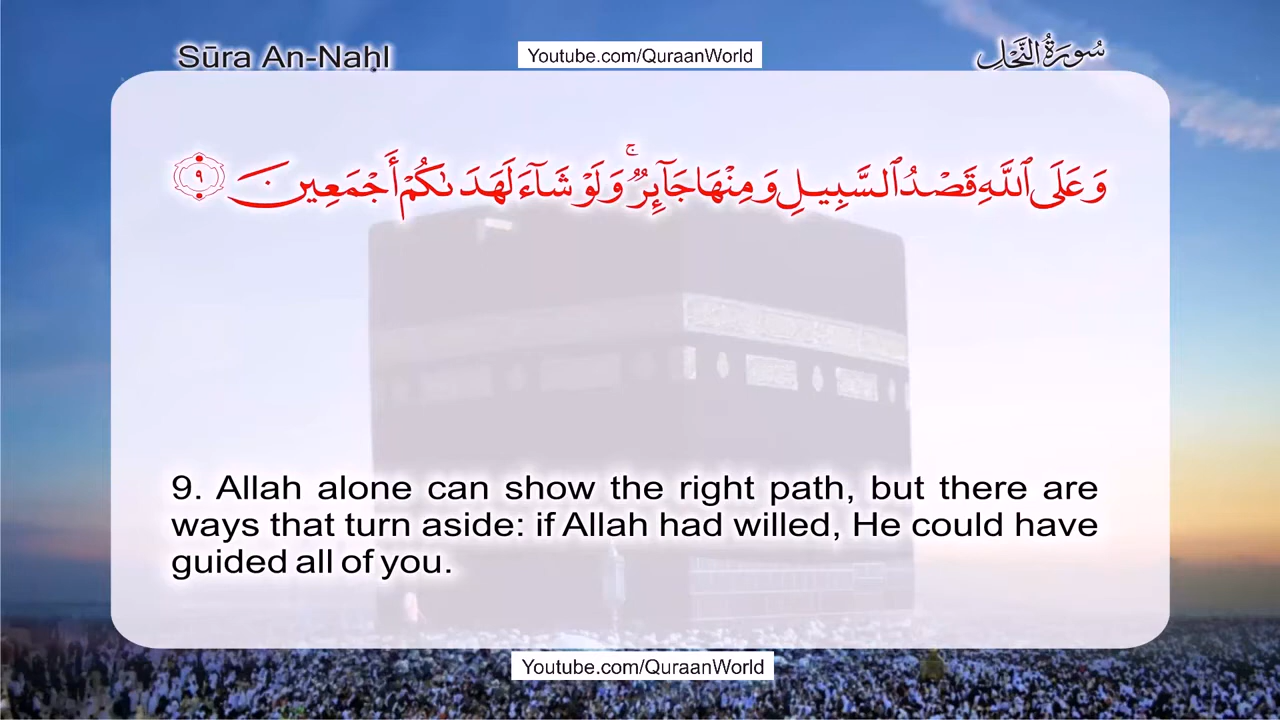 Sūra An-Naḥl
Youtube.com/QuraanWorld
سُورَةُ النَّحْلِ
وَعَلَى ٱللَّهِ قَصْدُ ٱلسَّبِيلِ وَمِنْهَا جَآئِرٌ ۚ وَلَوْ شَآءَ لَهَدَىٰكُمْ أَجْمَعِينَ ٩
9. Allah alone can show the right path, but there are
ways that turn aside: if Allah had willed, He could have
guided all of you.
Youtube.com/QuraanWorld